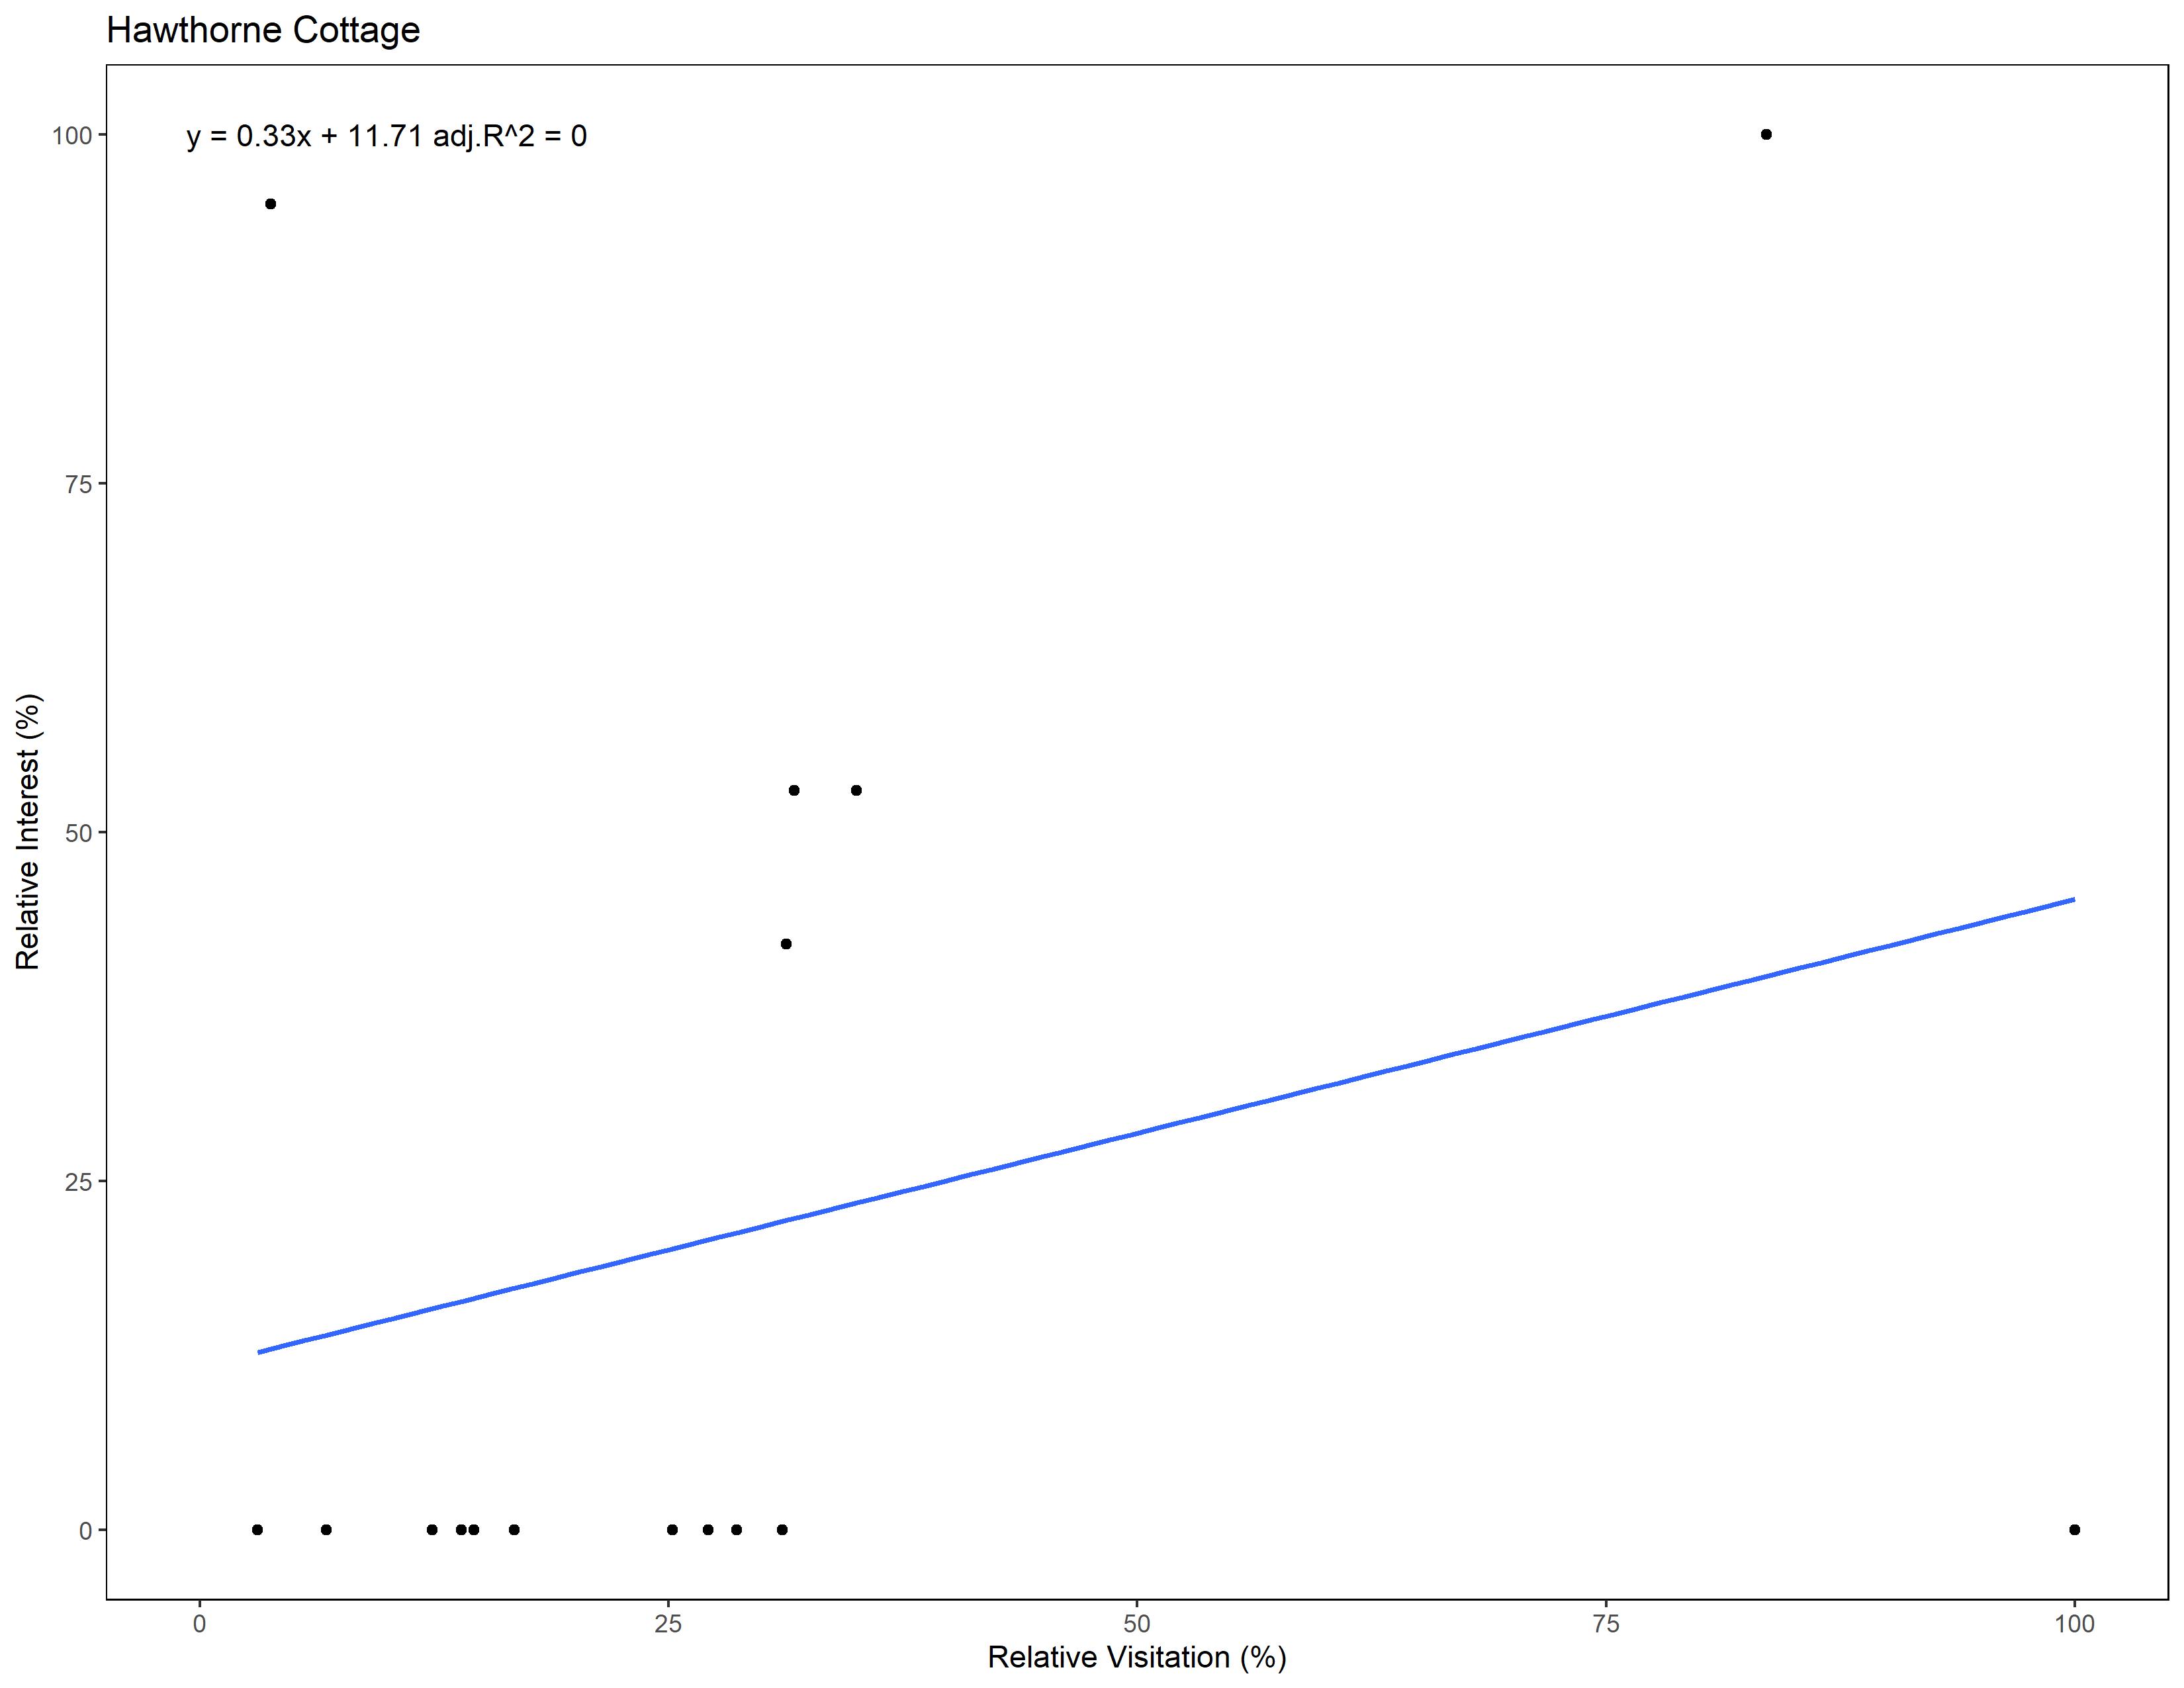 Hawthorne Cottage
y = 0.33x + 11.71 adj.R^2 = 0
100
75
50
25
0
Relative Interest (%)
0 25 50 75 100
Relative Visitation (%)